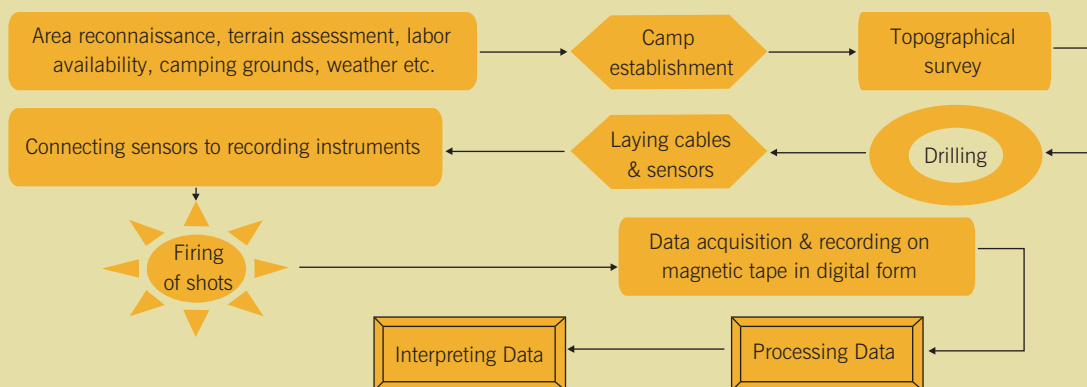 Area reconnaissance, terrain assessment, labor
availability, camping grounds, weather etc.
Camp
establishment
Topographical
survey
Drilling
Laying cables
& sensors
Connecting sensors to recording instruments
Firing
of shots
Data acquisition & recording on
magnetic tape in digital form
Processing Data
Interpreting Data